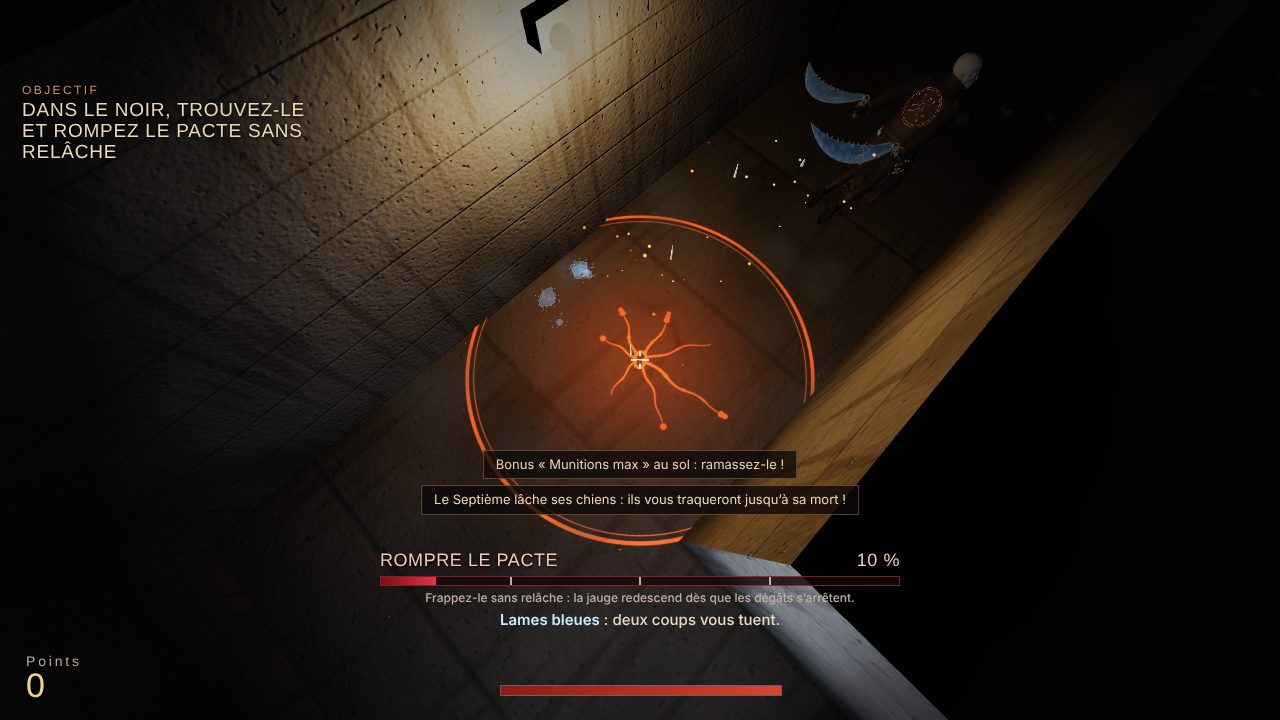 OBJECTIF
DANS LE NOIR, TROUVEZ-LE
ET ROMPEZ LE PACTE SANS
RELÂCHE
Bonus « Munitions max » au sol : ramassez-le !
Le Septième lâche ses chiens : ils vous traqueront jusqu’à sa mort !
ROMPRE LE PACTE 10 %
Frappez-le sans relâche : la jauge redescend dès que les dégâts s’arrêtent.
Lames bleues : deux coups vous tuent.
Points
0